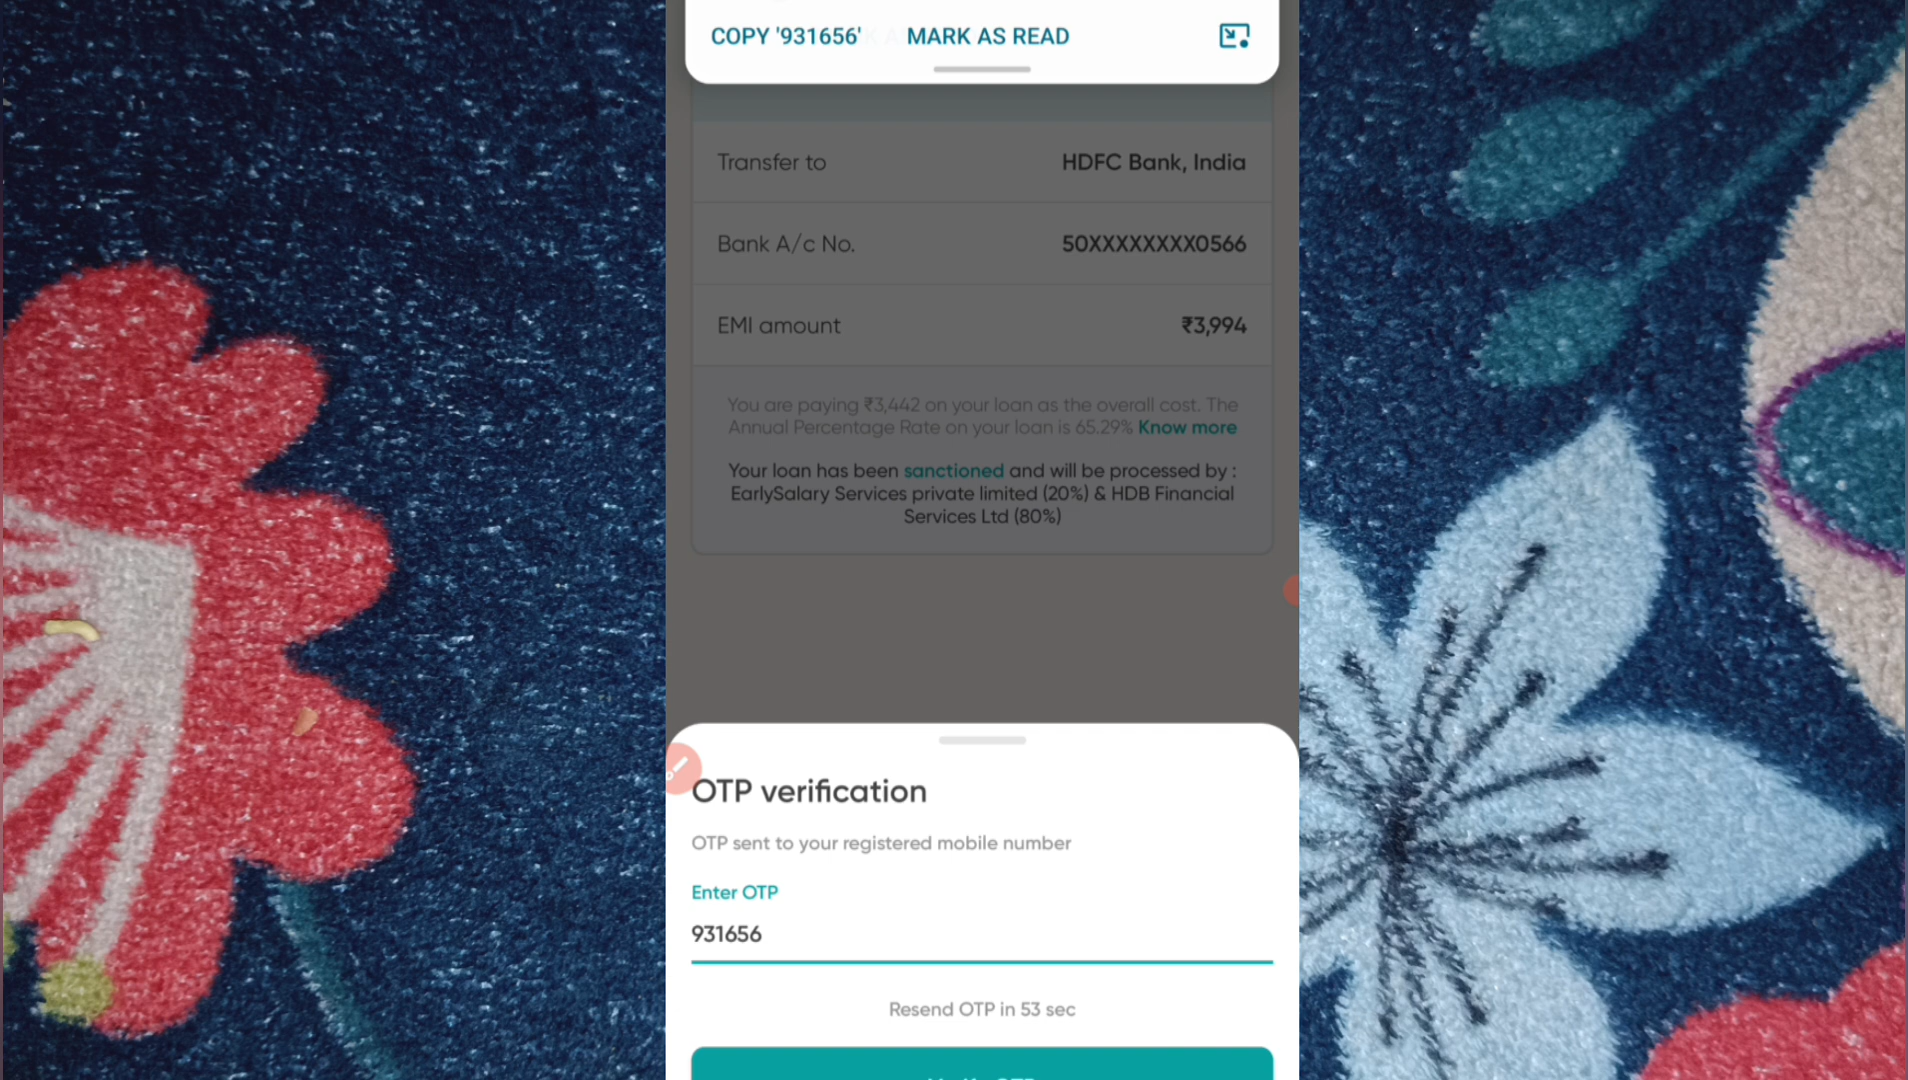 COPY '931656' MARK AS READ
Transfer to HDFC Bank, India
Bank A/c No. 50XXXXXXXX0566
EMI amount ₹3,994
You are paying ₹3,442 on your loan as the overall cost. The
Annual Percentage Rate on your loan is 65.29% Know more
Your loan has been sanctioned and will be processed by :
EarlySalary Services private limited (20%) & HDB Financial
Services Ltd (80%)
OTP verification
OTP sent to your registered mobile number
Enter OTP
931656
Resend OTP in 53 sec